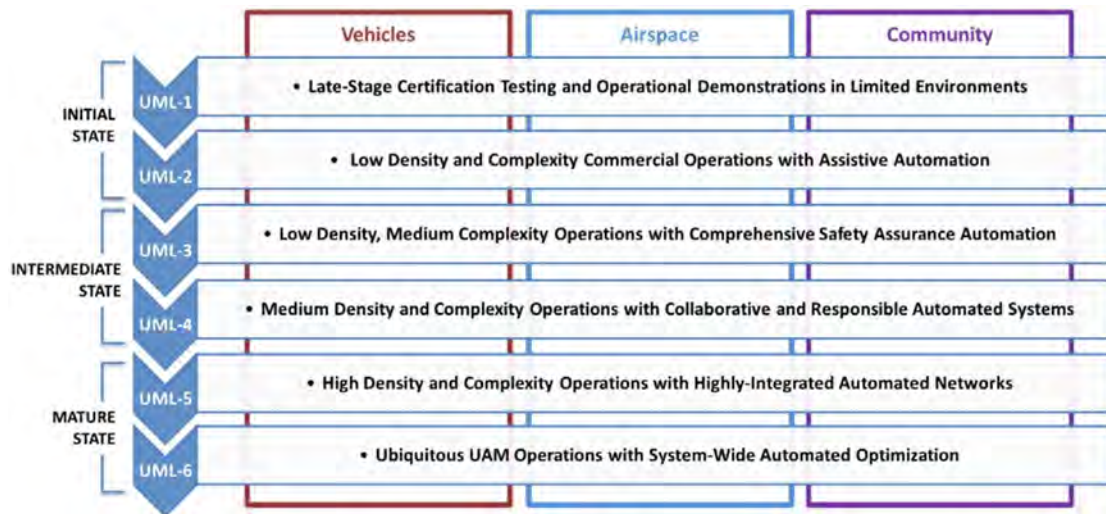 Vehicles
Airspace
Community
INITIAL
STATE
UML-1
• Late-Stage Certification Testing and Operational Demonstrations in Limited Environments
UML-2
• Low Density and Complexity Commercial Operations with Assistive Automation
INTERMEDIATE
STATE
UML-3
• Low Density, Medium Complexity Operations with Comprehensive Safety Assurance Automation
UML-4
• Medium Density and Complexity Operations with Collaborative and Responsible Automated Systems
MATURE
STATE
UML-5
• High Density and Complexity Operations with Highly-Integrated Automated Networks
UML-6
• Ubiquitous UAM Operations with System-Wide Automated Optimization